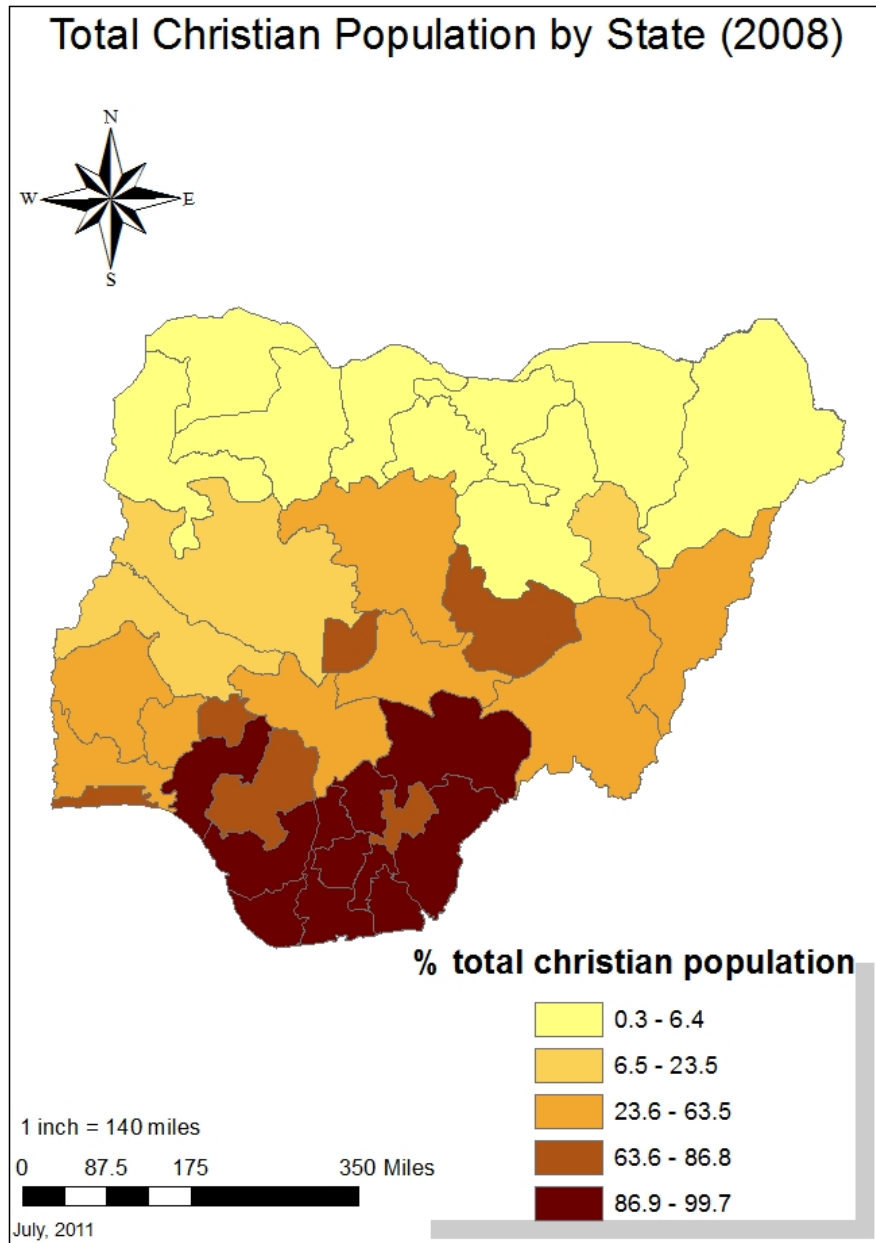 Total Christian Population by State (2008)
N
W E
S
% total christian population
0.3 - 6.4
6.5 - 23.5
23.6 - 63.5
63.6 - 86.8
86.9 - 99.7
1 inch = 140 miles
0 87.5 175 350 Miles
July, 2011